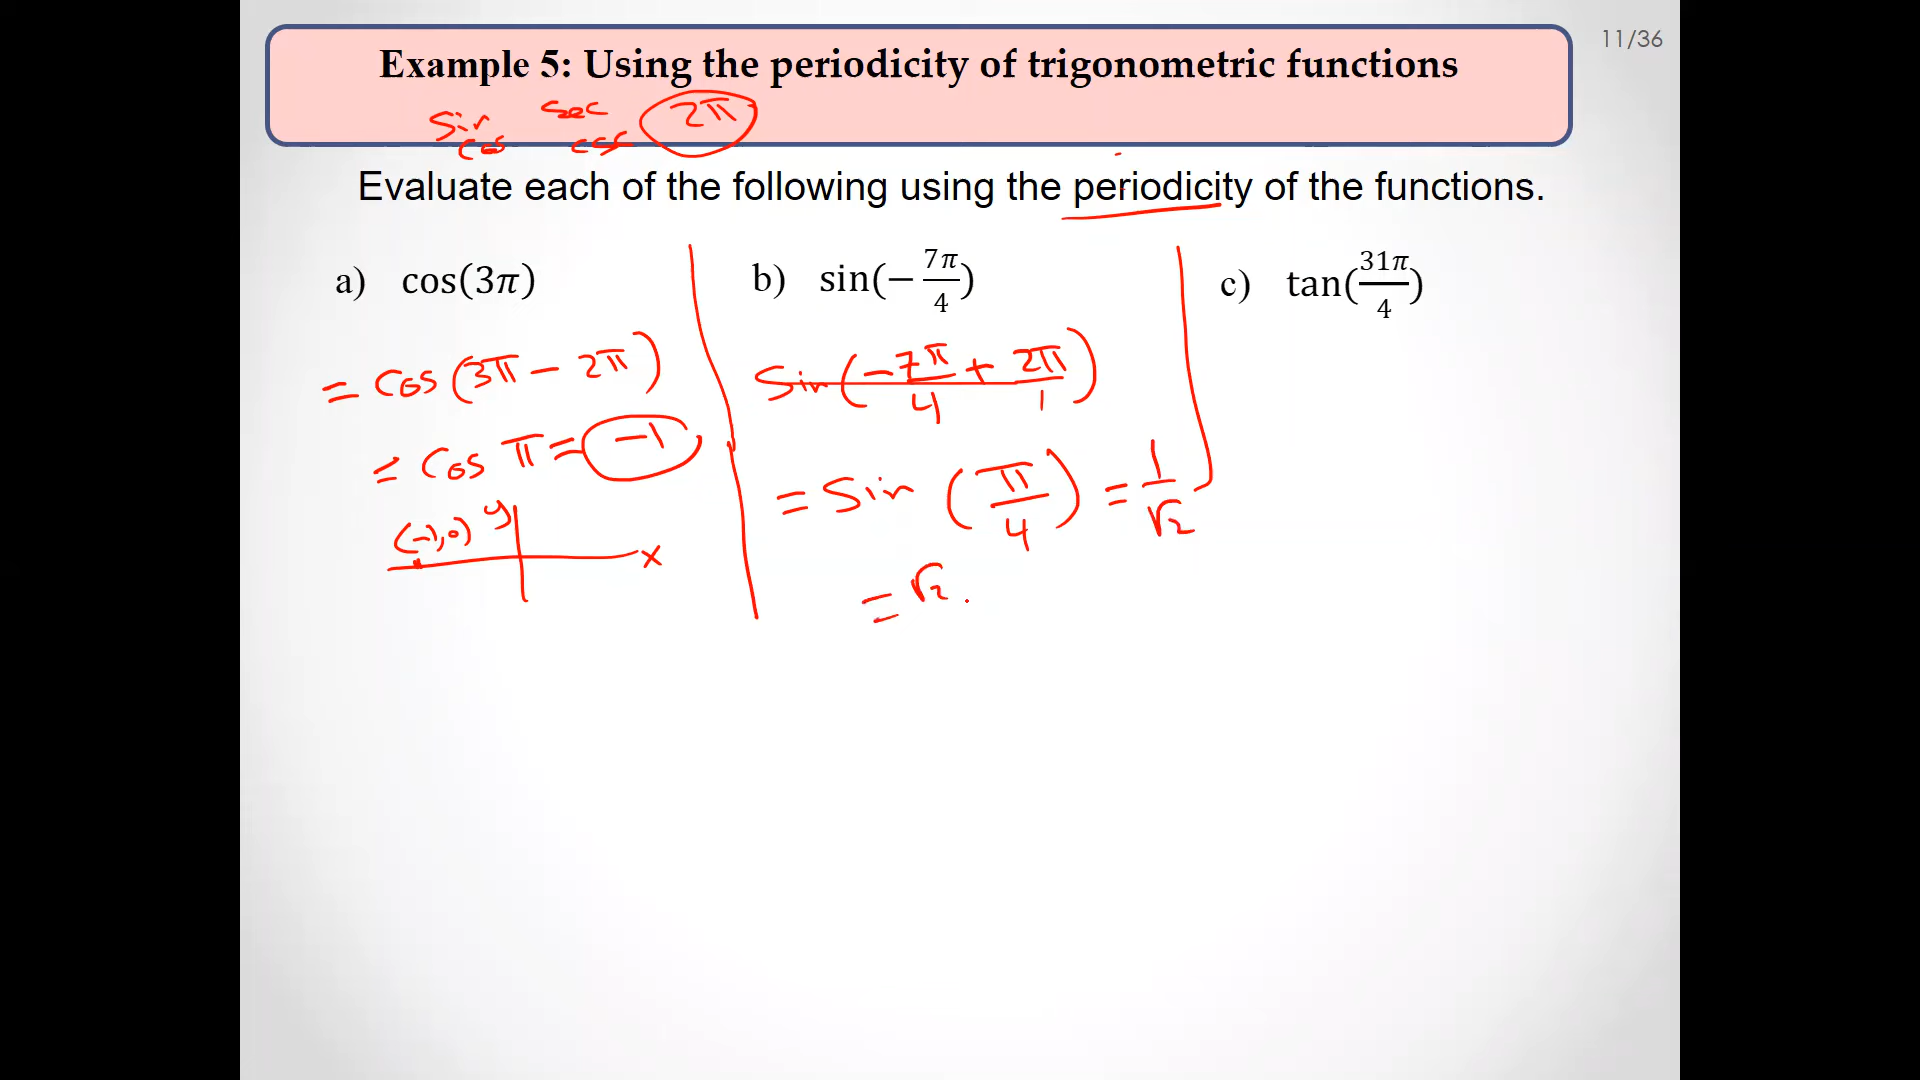 11/36
Example 5: Using the periodicity of trigonometric functions
sin sec 2π
cos csc
Evaluate each of the following using the periodicity of the functions.
a) cos(3π)
= cos (3π − 2π)
= cos π = −1
(−1,0) y
x
b) sin(−7π/4)
sin(−7π/4 + 2π/1)
= sin (π/4) = 1/√2
= √2.
c) tan(31π/4)